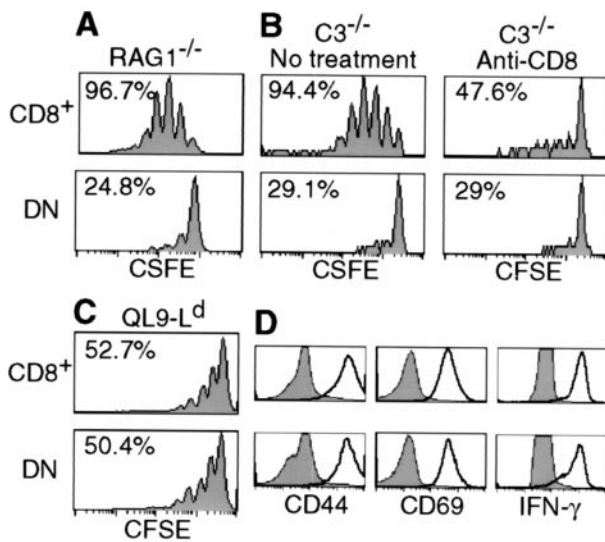 A
B
RAG1-/-
C3-/-
No treatment
C3-/-
Anti-CD8
CD8+
96.7%
94.4%
47.6%
DN
24.8%
29.1%
29%
CSFE
CSFE
CFSE
C
QL9-Ld
D
CD8+
52.7%
DN
50.4%
CFSE
CD44
CD69
IFN-γ